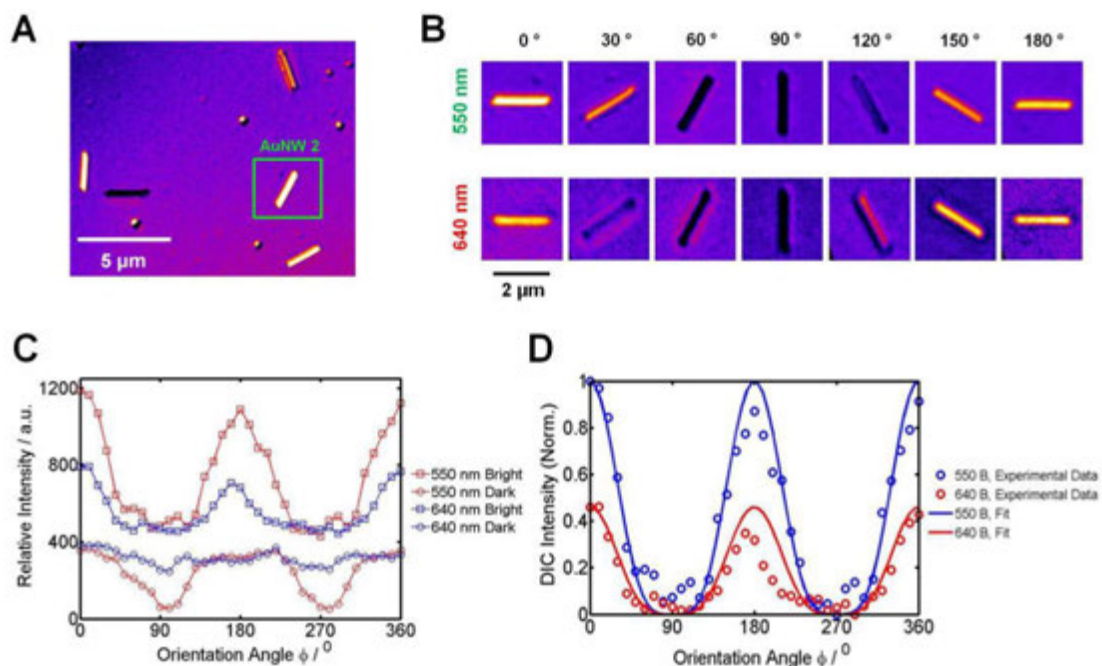 A
AuNW 2
5 μm
B
0 ° 30 ° 60 ° 90 ° 120 ° 150 ° 180 °
550 nm
640 nm
2 μm
C
1200
800
400
0
0 90 180 270 360
Relative Intensity / a.u.
Orientation Angle ϕ / 0
550 nm Bright
550 nm Dark
640 nm Bright
640 nm Dark
D
1
0.8
0.6
0.4
0.2
0
0 90 180 270 360
DIC Intensity (Norm.)
Orientation Angle ϕ / 0
550 B, Experimental Data
640 B, Experimental Data
550 B, Fit
640 B, Fit